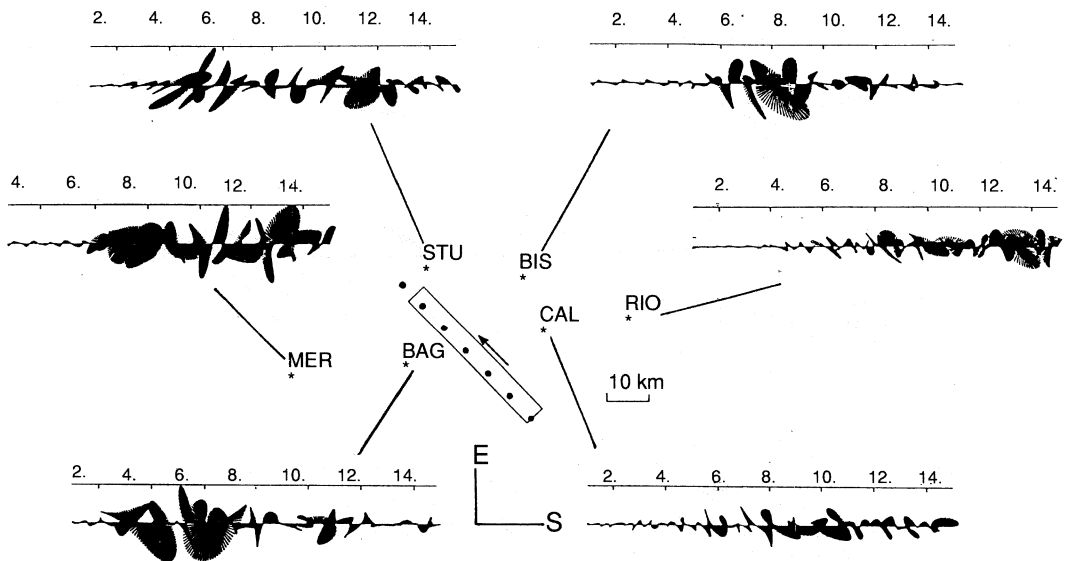 2. 4. 6. 8. 10. 12. 14.
2. 4. 6. 8. 10. 12. 14.
4. 6. 8. 10. 12. 14.
2. 4. 6. 8. 10. 12. 14.
STU
*
BIS
*
CAL
*
RIO
*
BAG
*
MER
*
10 km
E
S
2. 4. 6. 8. 10. 12. 14.
2. 4. 6. 8. 10. 12. 14.